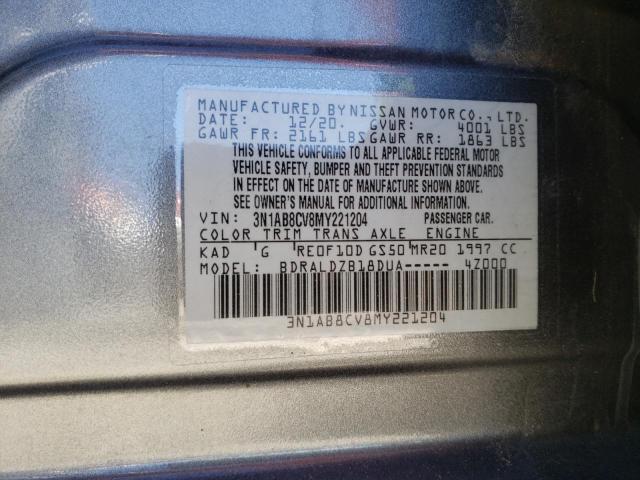 MANUFACTURED BY NISSAN MOTOR CO., LTD.
DATE: 12/20. GVWR: 4001 LBS
GAWR FR: 2161 LBS GAWR RR: 1863 LBS
THIS VEHICLE CONFORMS TO ALL APPLICABLE FEDERAL MOTOR
VEHICLE SAFETY, BUMPER AND THEFT PREVENTION STANDARDS
IN EFFECT ON THE DATE OF MANUFACTURE SHOWN ABOVE.
SEE OWNER'S MANUAL FOR ADDITIONAL INFORMATION.
VIN: 3N1AB8CV8MY221204 PASSENGER CAR.
COLOR TRIM TRANS AXLE ENGINE
KAD G RE0F10D GS50 MR20 1997 CC
MODEL: BDRALDZB18DUA----- 4Z000
3N1AB8CV8MY221204